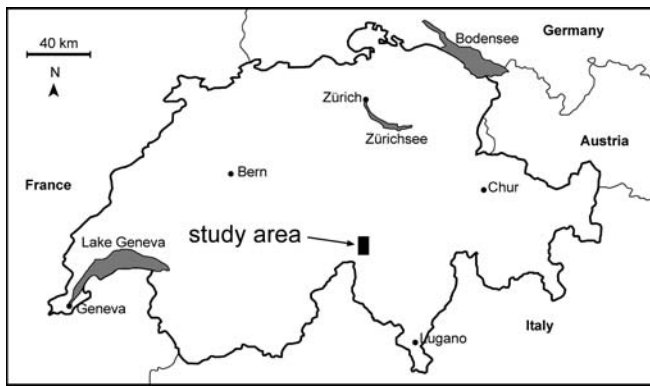 40 km
N
Bodensee
Germany
Zürich
Zürichsee
Austria
France
Bern
Chur
study area
Lake Geneva
Geneva
Italy
Lugano